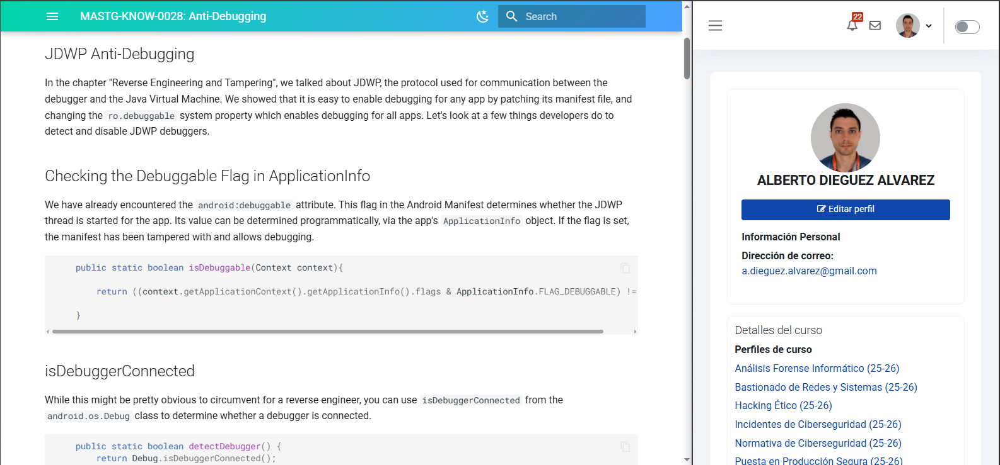 MASTG-KNOW-0028: Anti-Debugging
Search
JDWP Anti-Debugging
In the chapter "Reverse Engineering and Tampering", we talked about JDWP, the protocol used for communication between the
debugger and the Java Virtual Machine. We showed that it is easy to enable debugging for any app by patching its manifest file, and
changing the ro.debuggable system property which enables debugging for all apps. Let's look at a few things developers do to
detect and disable JDWP debuggers.
Checking the Debuggable Flag in ApplicationInfo
We have already encountered the android:debuggable attribute. This flag in the Android Manifest determines whether the JDWP
thread is started for the app. Its value can be determined programmatically, via the app's ApplicationInfo object. If the flag is set,
the manifest has been tampered with and allows debugging.
public static boolean isDebuggable(Context context){
return ((context.getApplicationContext().getApplicationInfo().flags & ApplicationInfo.FLAG_DEBUGGABLE) !=
}
isDebuggerConnected
While this might be pretty obvious to circumvent for a reverse engineer, you can use isDebuggerConnected from the
android.os.Debug class to determine whether a debugger is connected.
public static boolean detectDebugger() {
return Debug.isDebuggerConnected();
22
ALBERTO DIEGUEZ ALVAREZ
Editar perfil
Información Personal
Dirección de correo:
a.dieguez.alvarez@gmail.com
Detalles del curso
Perfiles de curso
Análisis Forense Informático (25-26)
Bastionado de Redes y Sistemas (25-26)
Hacking Ético (25-26)
Incidentes de Ciberseguridad (25-26)
Normativa de Ciberseguridad (25-26)
Puesta en Producción Segura (25-26)